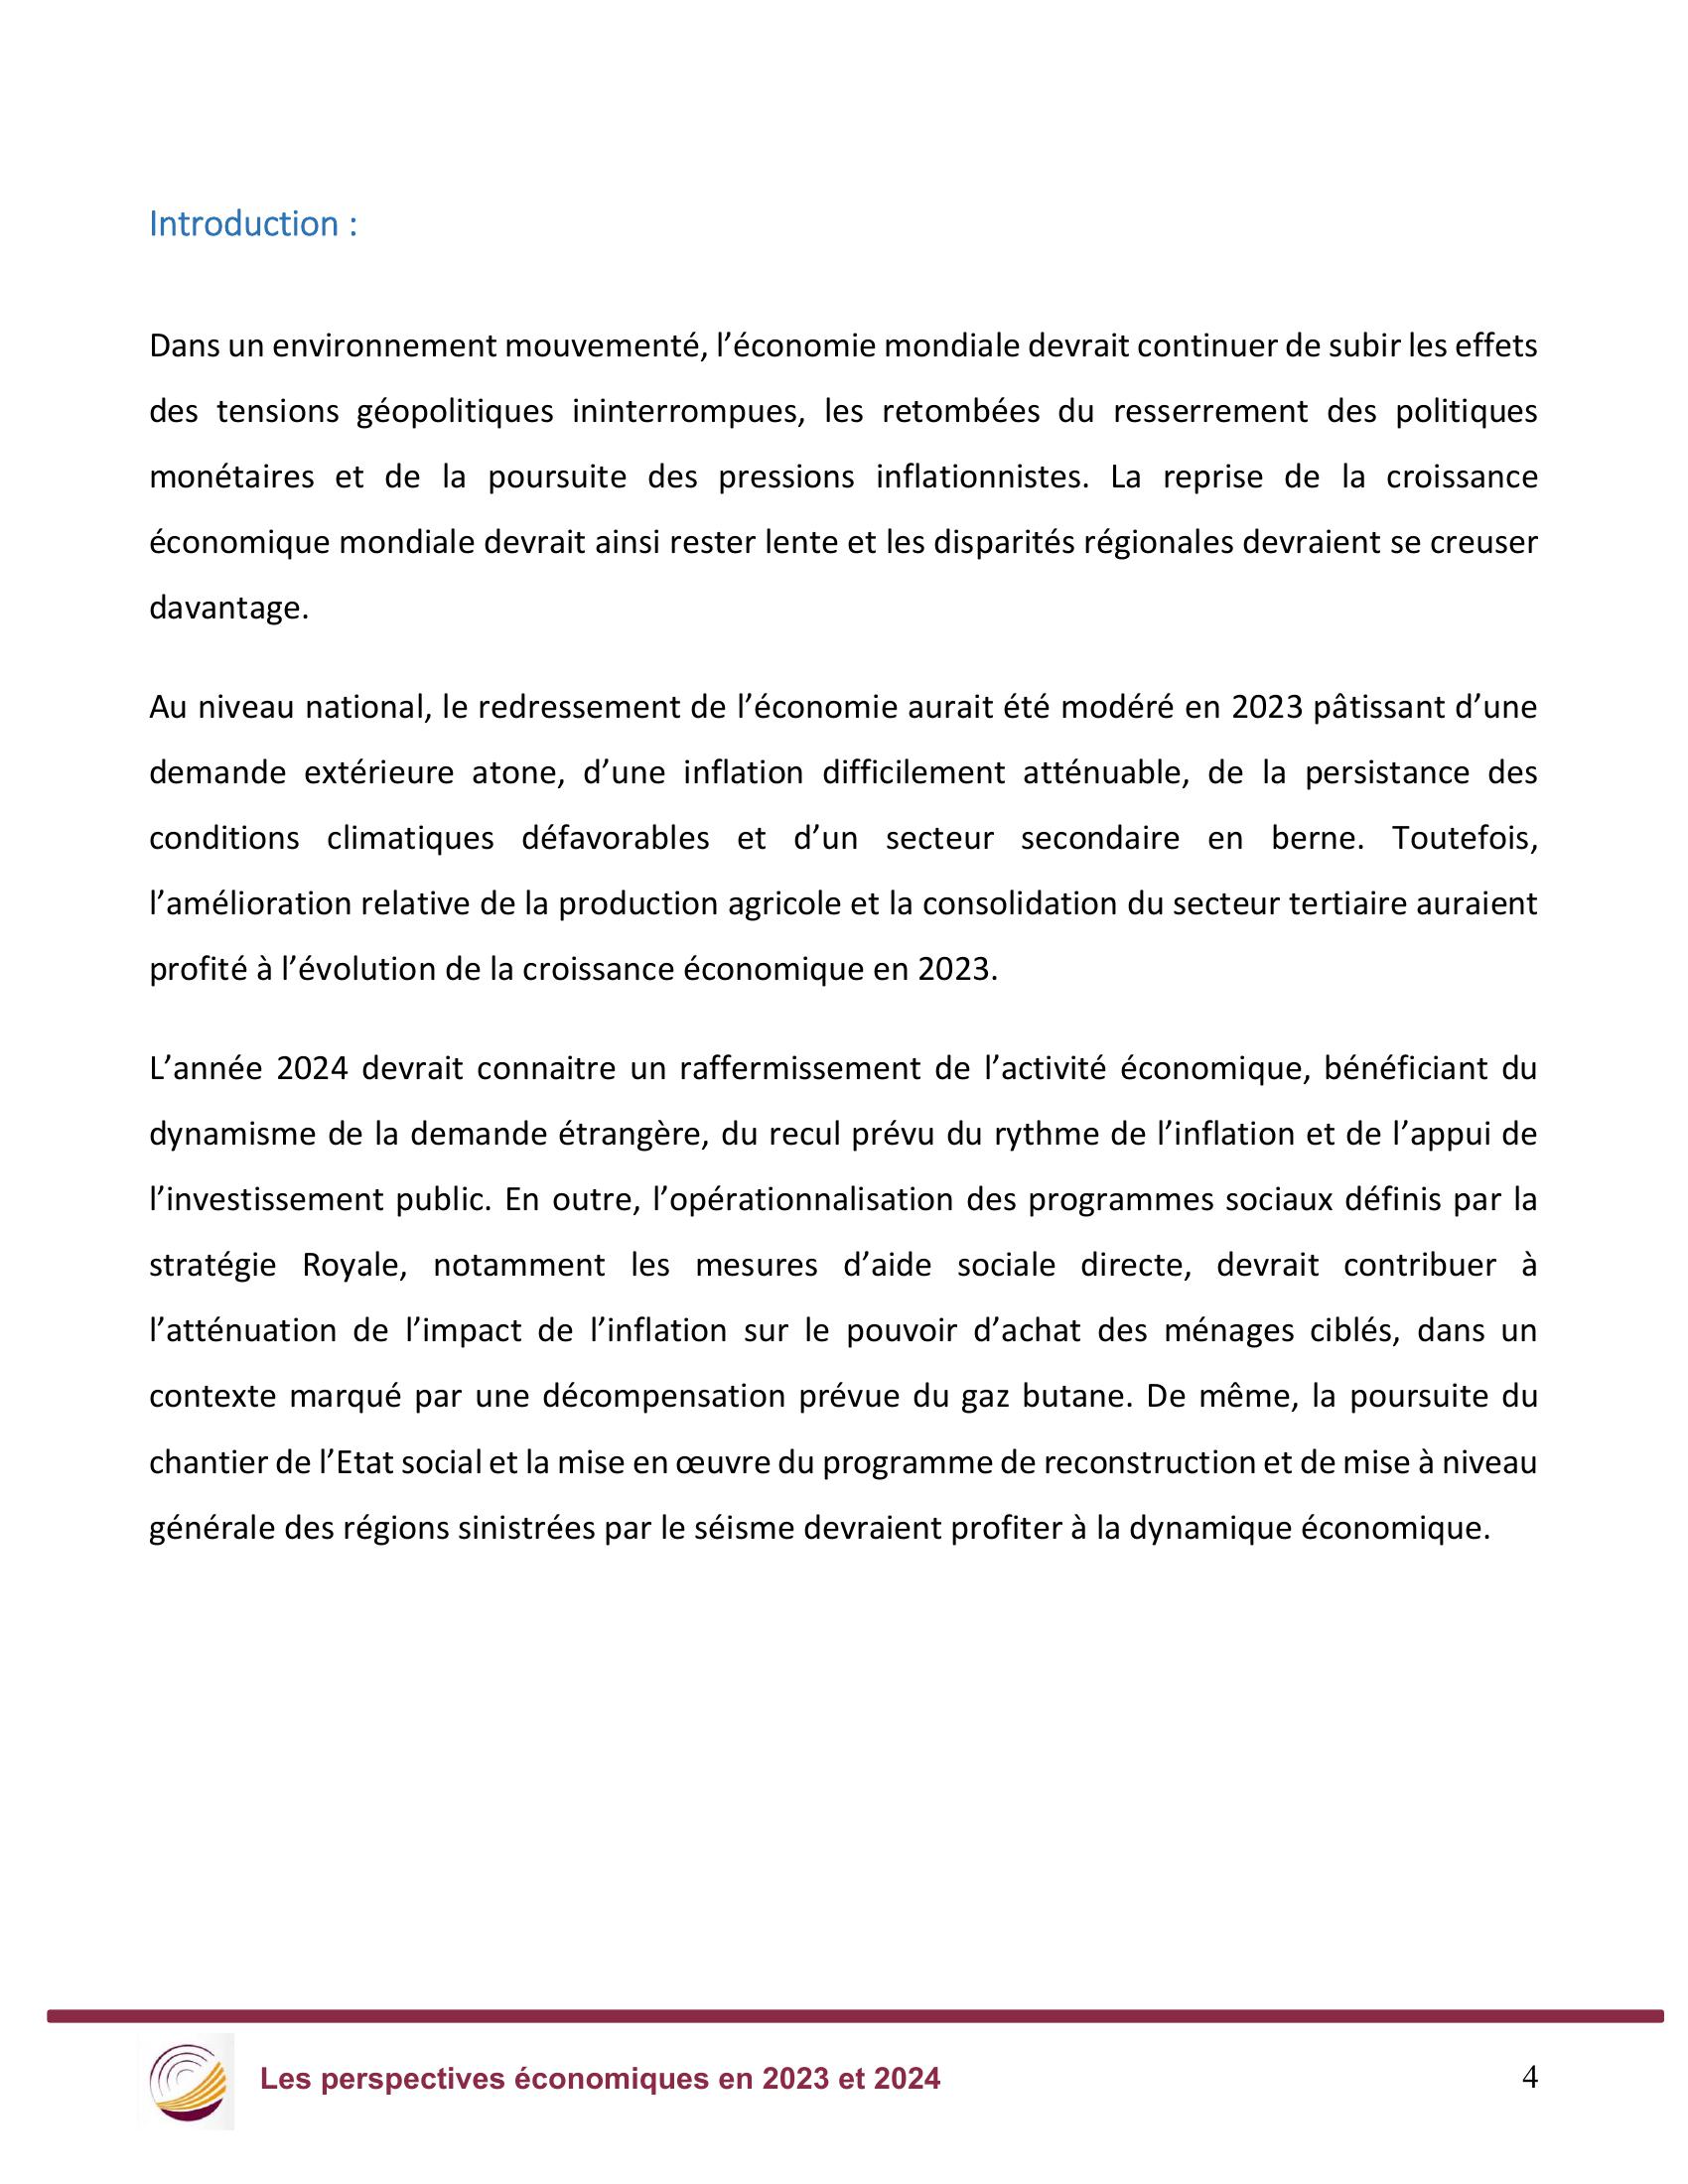 Introduction :
Dans un environnement mouvementé, l’économie mondiale devrait continuer de subir les effets
des tensions géopolitiques ininterrompues, les retombées du resserrement des politiques
monétaires et de la poursuite des pressions inflationnistes. La reprise de la croissance
économique mondiale devrait ainsi rester lente et les disparités régionales devraient se creuser
davantage.
Au niveau national, le redressement de l’économie aurait été modéré en 2023 pâtissant d’une
demande extérieure atone, d’une inflation difficilement atténuable, de la persistance des
conditions climatiques défavorables et d’un secteur secondaire en berne. Toutefois,
l’amélioration relative de la production agricole et la consolidation du secteur tertiaire auraient
profité à l’évolution de la croissance économique en 2023.
L’année 2024 devrait connaitre un raffermissement de l’activité économique, bénéficiant du
dynamisme de la demande étrangère, du recul prévu du rythme de l’inflation et de l’appui de
l’investissement public. En outre, l’opérationnalisation des programmes sociaux définis par la
stratégie Royale, notamment les mesures d’aide sociale directe, devrait contribuer à
l’atténuation de l’impact de l’inflation sur le pouvoir d’achat des ménages ciblés, dans un
contexte marqué par une décompensation prévue du gaz butane. De même, la poursuite du
chantier de l’Etat social et la mise en œuvre du programme de reconstruction et de mise à niveau
générale des régions sinistrées par le séisme devraient profiter à la dynamique économique.
Les perspectives économiques en 2023 et 2024
4